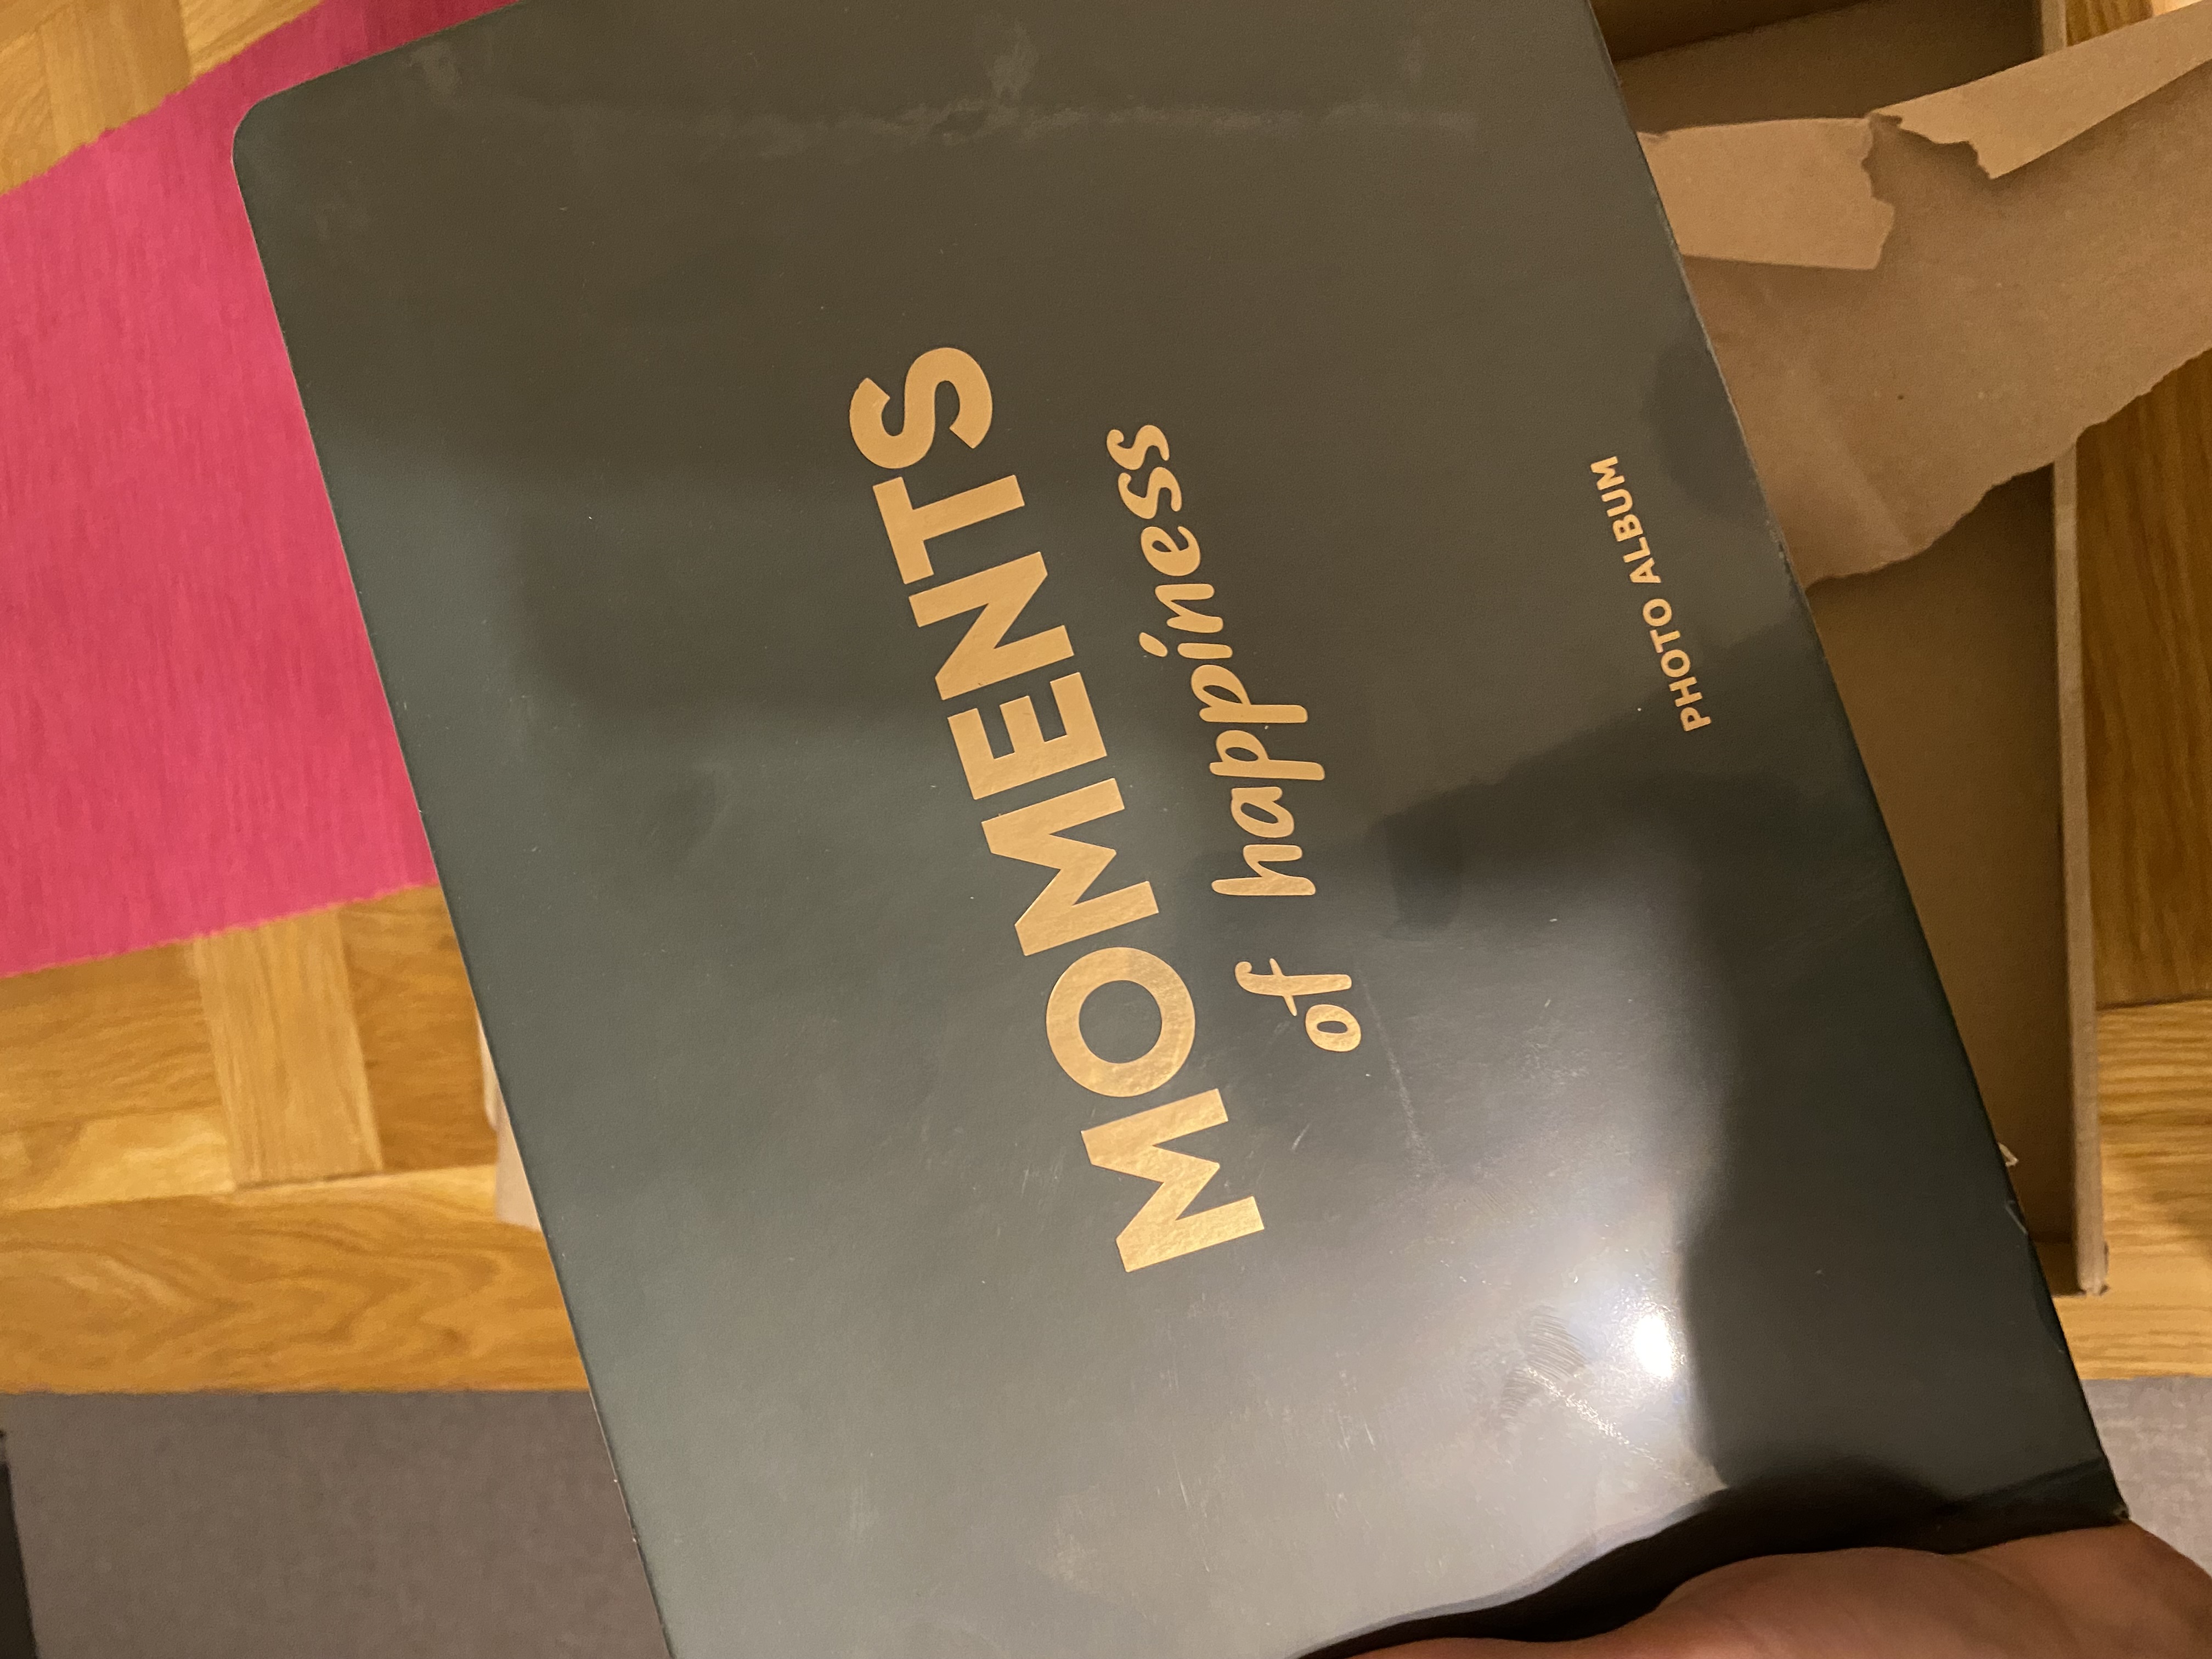 MOMENTS
of happiness
PHOTO ALBUM